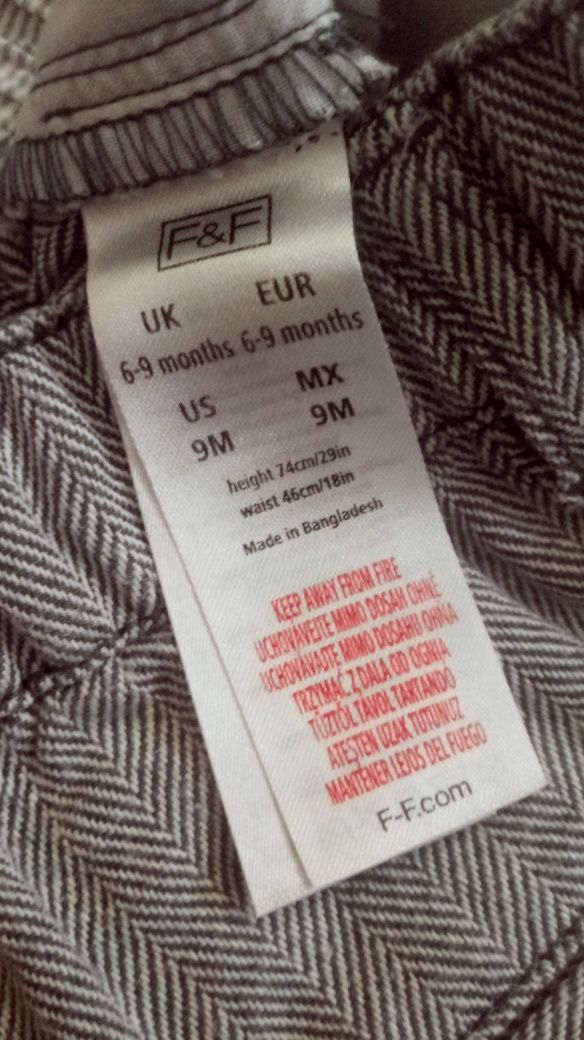 F&F
UK EUR
6-9 months 6-9 months
US MX
9M 9M
height 74cm/29in
waist 46cm/18in
Made in Bangladesh
KEEP AWAY FROM FIRE
UCHOVÁVEJTE MIMO DOSAH OHNĚ
UCHOVÁVAJTE MIMO DOSAHU OHŇA
TRZYMAĆ Z DALA OD OGNIA
TŰZTŐL TÁVOL TARTANDÓ
ATEŞTEN UZAK TUTUNUZ
MANTENER LEJOS DEL FUEGO
F-F.com